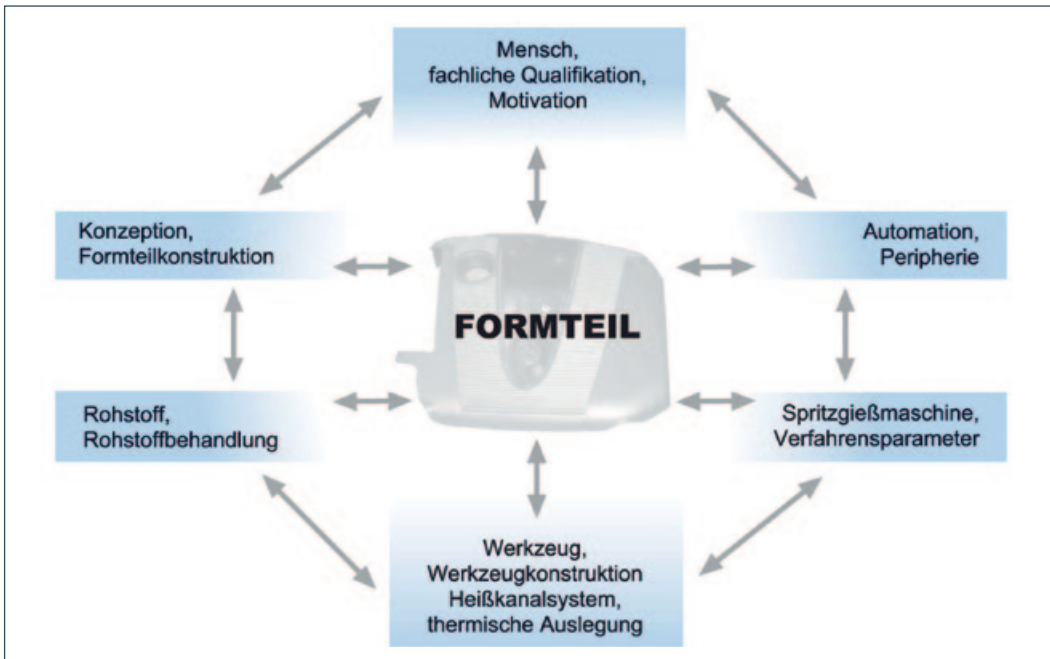 Mensch,
fachliche Qualifikation,
Motivation
Konzeption,
Formteilkonstruktion
Automation,
Peripherie
FORMTEIL
Rohstoff,
Rohstoffbehandlung
Spritzgießmaschine,
Verfahrensparameter
Werkzeug,
Werkzeugkonstruktion
Heißkanalsystem,
thermische Auslegung